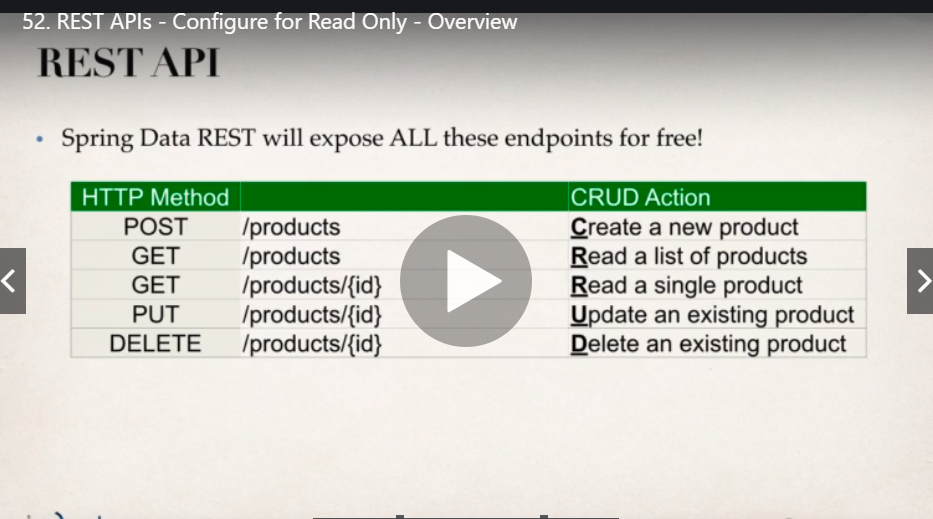 52. REST APIs - Configure for Read Only - Overview
REST API
• Spring Data REST will expose ALL these endpoints for free!
HTTP Method CRUD Action
POST /products Create a new product
GET /products Read a list of products
GET /products/{id} Read a single product
PUT /products/{id} Update an existing product
DELETE /products/{id} Delete an existing product